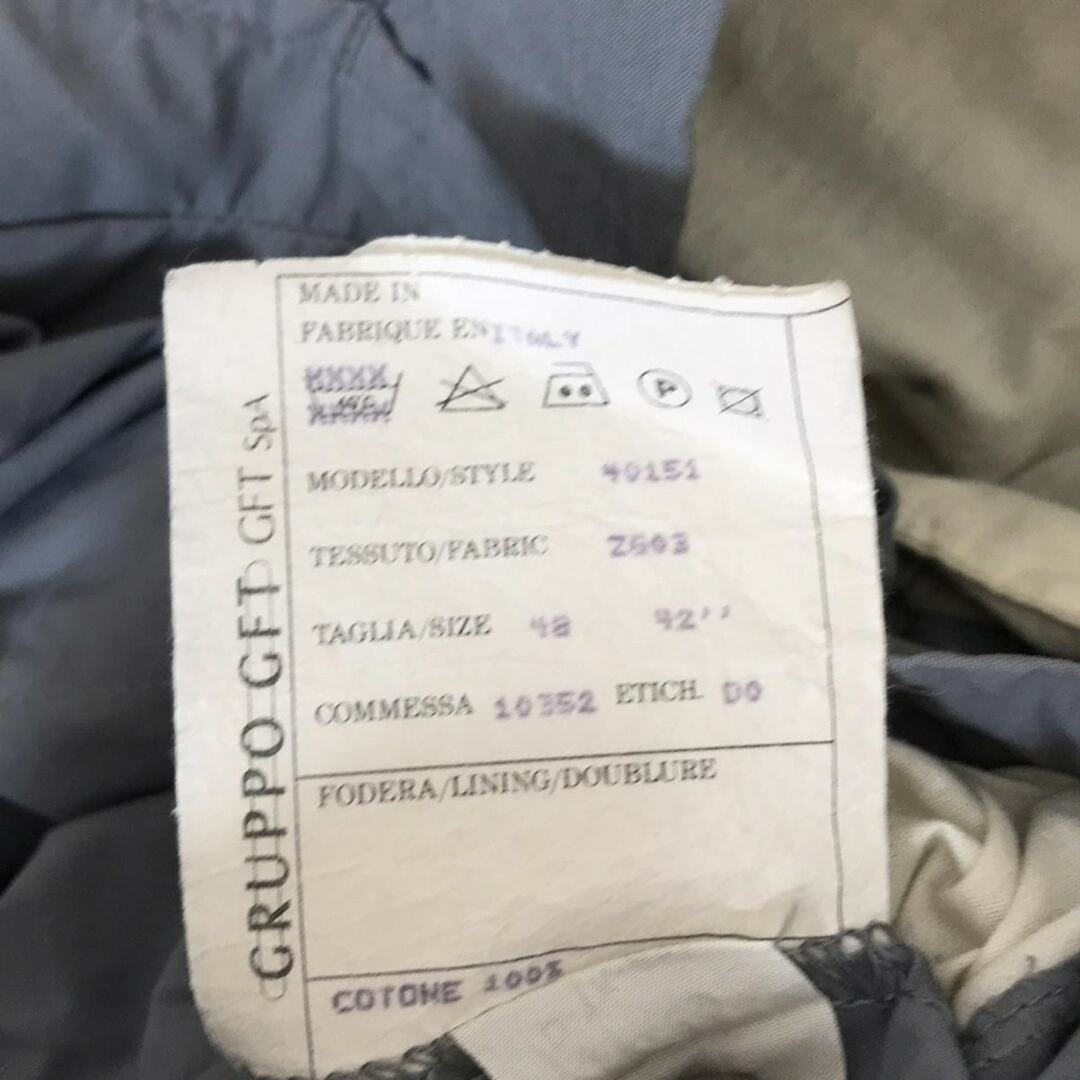 MADE IN
FABRIQUE EN ITALY
40°C
P
MODELLO/STYLE 40151
TESSUTO/FABRIC Z603
TAGLIA/SIZE 48 42''
COMMESSA 10352 ETICH. D0
FODERA/LINING/DOUBLURE
COTONE 100%
GRUPPO GFT GFT SpA